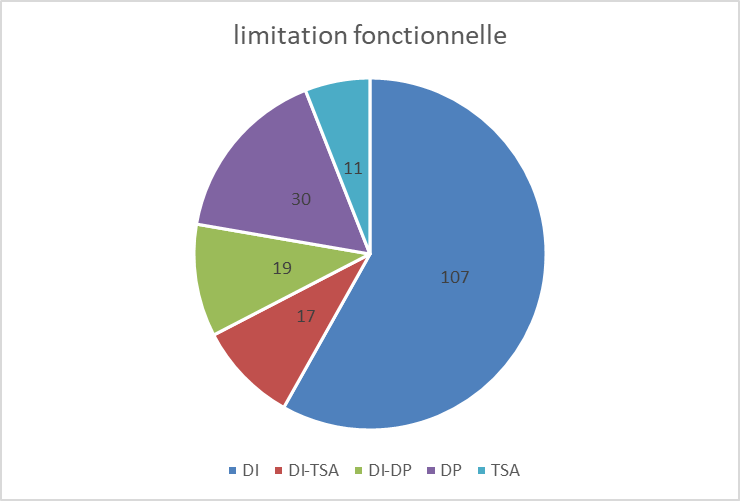 limitation fonctionnelle
11
30
19
107
17
DI DI-TSA DI-DP DP TSA